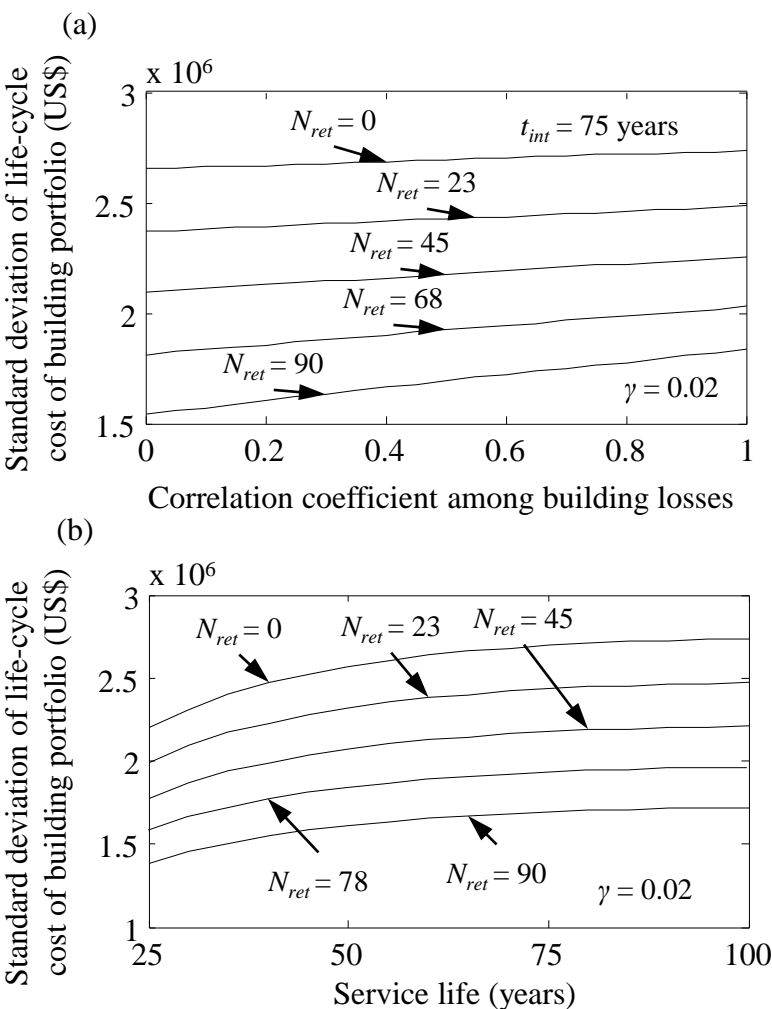 (a)
x 10⁶
Standard deviation of life-cycle
cost of building portfolio (US$)
3
2.5
2
1.5
N_ret = 0
t_int = 75 years
N_ret = 23
N_ret = 45
N_ret = 68
N_ret = 90
γ = 0.02
0 0.2 0.4 0.6 0.8 1
Correlation coefficient among building losses
(b)
x 10⁶
Standard deviation of life-cycle
cost of building portfolio (US$)
3
2.5
2
1.5
1
N_ret = 0
N_ret = 23
N_ret = 45
N_ret = 78
N_ret = 90
γ = 0.02
25 50 75 100
Service life (years)